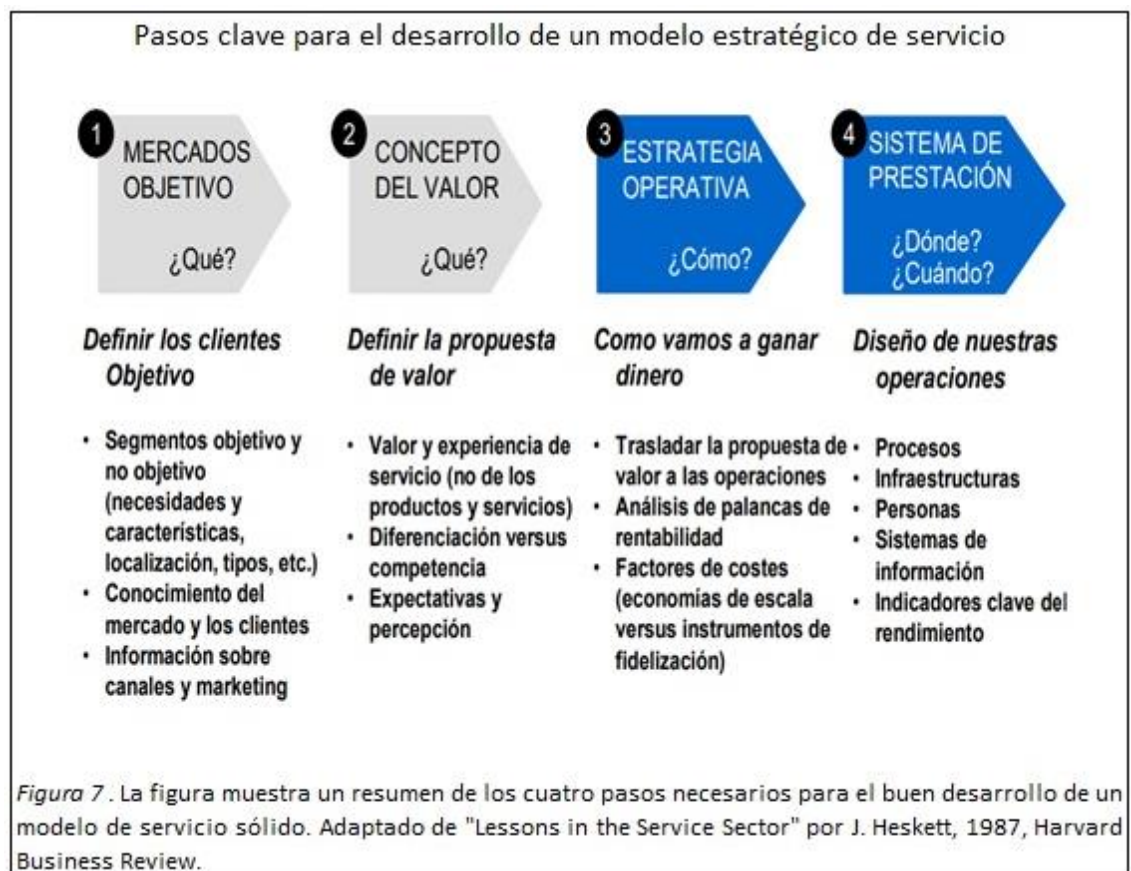 Pasos clave para el desarrollo de un modelo estratégico de servicio
1
MERCADOS
OBJETIVO
¿Qué?
2
CONCEPTO
DEL VALOR
¿Qué?
3
ESTRATEGIA
OPERATIVA
¿Cómo?
4
SISTEMA DE
PRESTACIÓN
¿Dónde?
¿Cuándo?
Definir los clientes
Objetivo
• Segmentos objetivo y
no objetivo
(necesidades y
características,
localización, tipos, etc.)
• Conocimiento del
mercado y los clientes
• Información sobre
canales y marketing
Definir la propuesta
de valor
• Valor y experiencia de
servicio (no de los
productos y servicios)
• Diferenciación versus
competencia
• Expectativas y
percepción
Como vamos a ganar
dinero
• Trasladar la propuesta de
valor a las operaciones
• Análisis de palancas de
rentabilidad
• Factores de costes
(economías de escala
versus instrumentos de
fidelización)
Diseño de nuestras
operaciones
• Procesos
• Infraestructuras
• Personas
• Sistemas de
información
• Indicadores clave del
rendimiento
Figura 7 . La figura muestra un resumen de los cuatro pasos necesarios para el buen desarrollo de un
modelo de servicio sólido. Adaptado de "Lessons in the Service Sector" por J. Heskett, 1987, Harvard
Business Review.